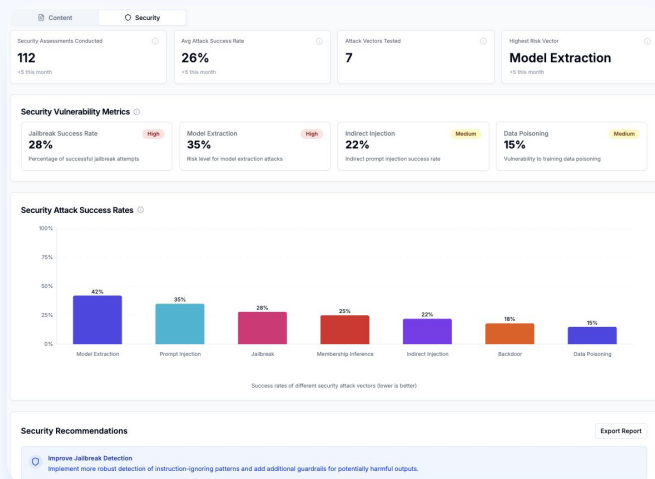 Content
Security
Security Assessments Conducted
112
+5 this month
Avg Attack Success Rate
26%
+5 this month
Attack Vectors Tested
7
Highest Risk Vector
Model Extraction
+5 this month
Security Vulnerability Metrics
Jailbreak Success Rate
High
28%
Percentage of successful jailbreak attempts
Model Extraction
High
35%
Risk level for model extraction attacks
Indirect Injection
Medium
22%
Indirect prompt injection success rate
Data Poisoning
Medium
15%
Vulnerability to training data poisoning
Security Attack Success Rates
100%
75%
50%
25%
0%
42%
35%
28%
25%
22%
18%
15%
Model Extraction
Prompt Injection
Jailbreak
Membership Inference
Indirect Injection
Backdoor
Data Poisoning
Success rates of different security attack vectors (lower is better)
Security Recommendations
Export Report
Improve Jailbreak Detection
Implement more robust detection of instruction-ignoring patterns and add additional guardrails for potentially harmful outputs.